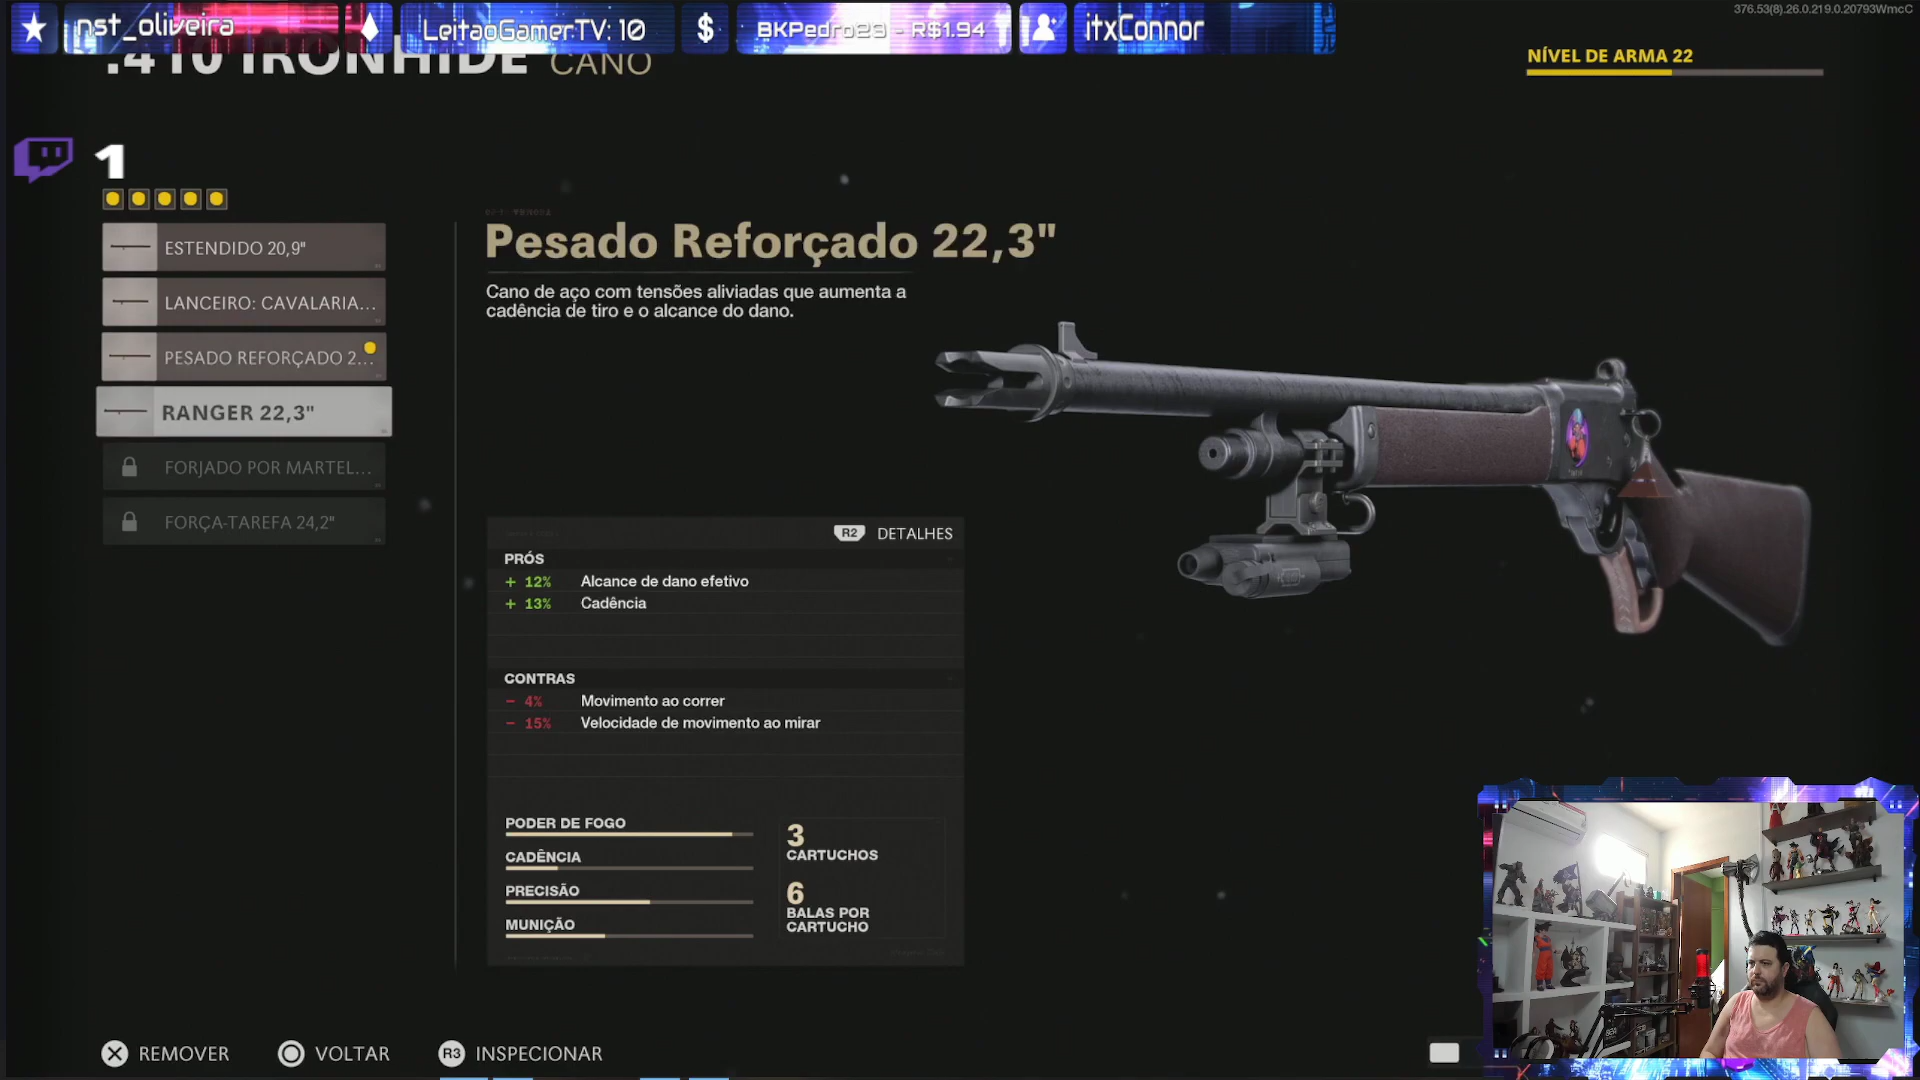 nst_oliveira
LeitaoGamerTV: 10
$
BKPedro23 - R$1.94
itxConnor
376.53(8).26.0.219.0.20793WmcC
.410 IRONHIDE CANO
NÍVEL DE ARMA 22
1
ESTENDIDO 20,9"
LANCEIRO: CAVALARIA...
PESADO REFORÇADO 2...
RANGER 22,3"
FORJADO POR MARTEL...
FORÇA-TAREFA 24,2"
Pesado Reforçado 22,3"
Cano de aço com tensões aliviadas que aumenta a
cadência de tiro e o alcance do dano.
R2 DETALHES
PRÓS
+ 12% Alcance de dano efetivo
+ 13% Cadência
CONTRAS
- 4% Movimento ao correr
- 15% Velocidade de movimento ao mirar
PODER DE FOGO
CADÊNCIA
PRECISÃO
MUNIÇÃO
3
CARTUCHOS
6
BALAS POR
CARTUCHO
REMOVER
VOLTAR
R3 INSPECIONAR